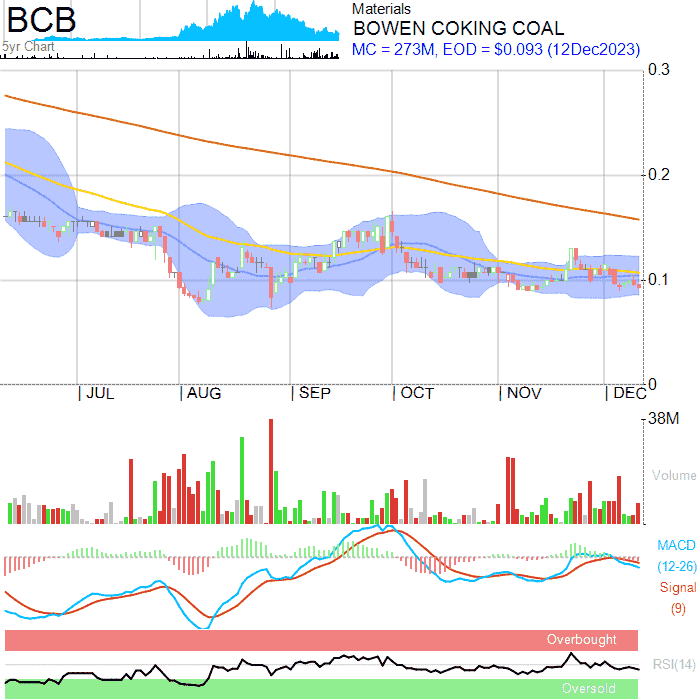 BCB
5yr Chart
Materials
BOWEN COKING COAL
MC = 273M, EOD = $0.093 (12Dec2023)
0.3
0.2
0.1
0
JUL
AUG
SEP
OCT
NOV
DEC
38M
Volume
MACD
(12-26)
Signal
(9)
Overbought
RSI(14)
Oversold